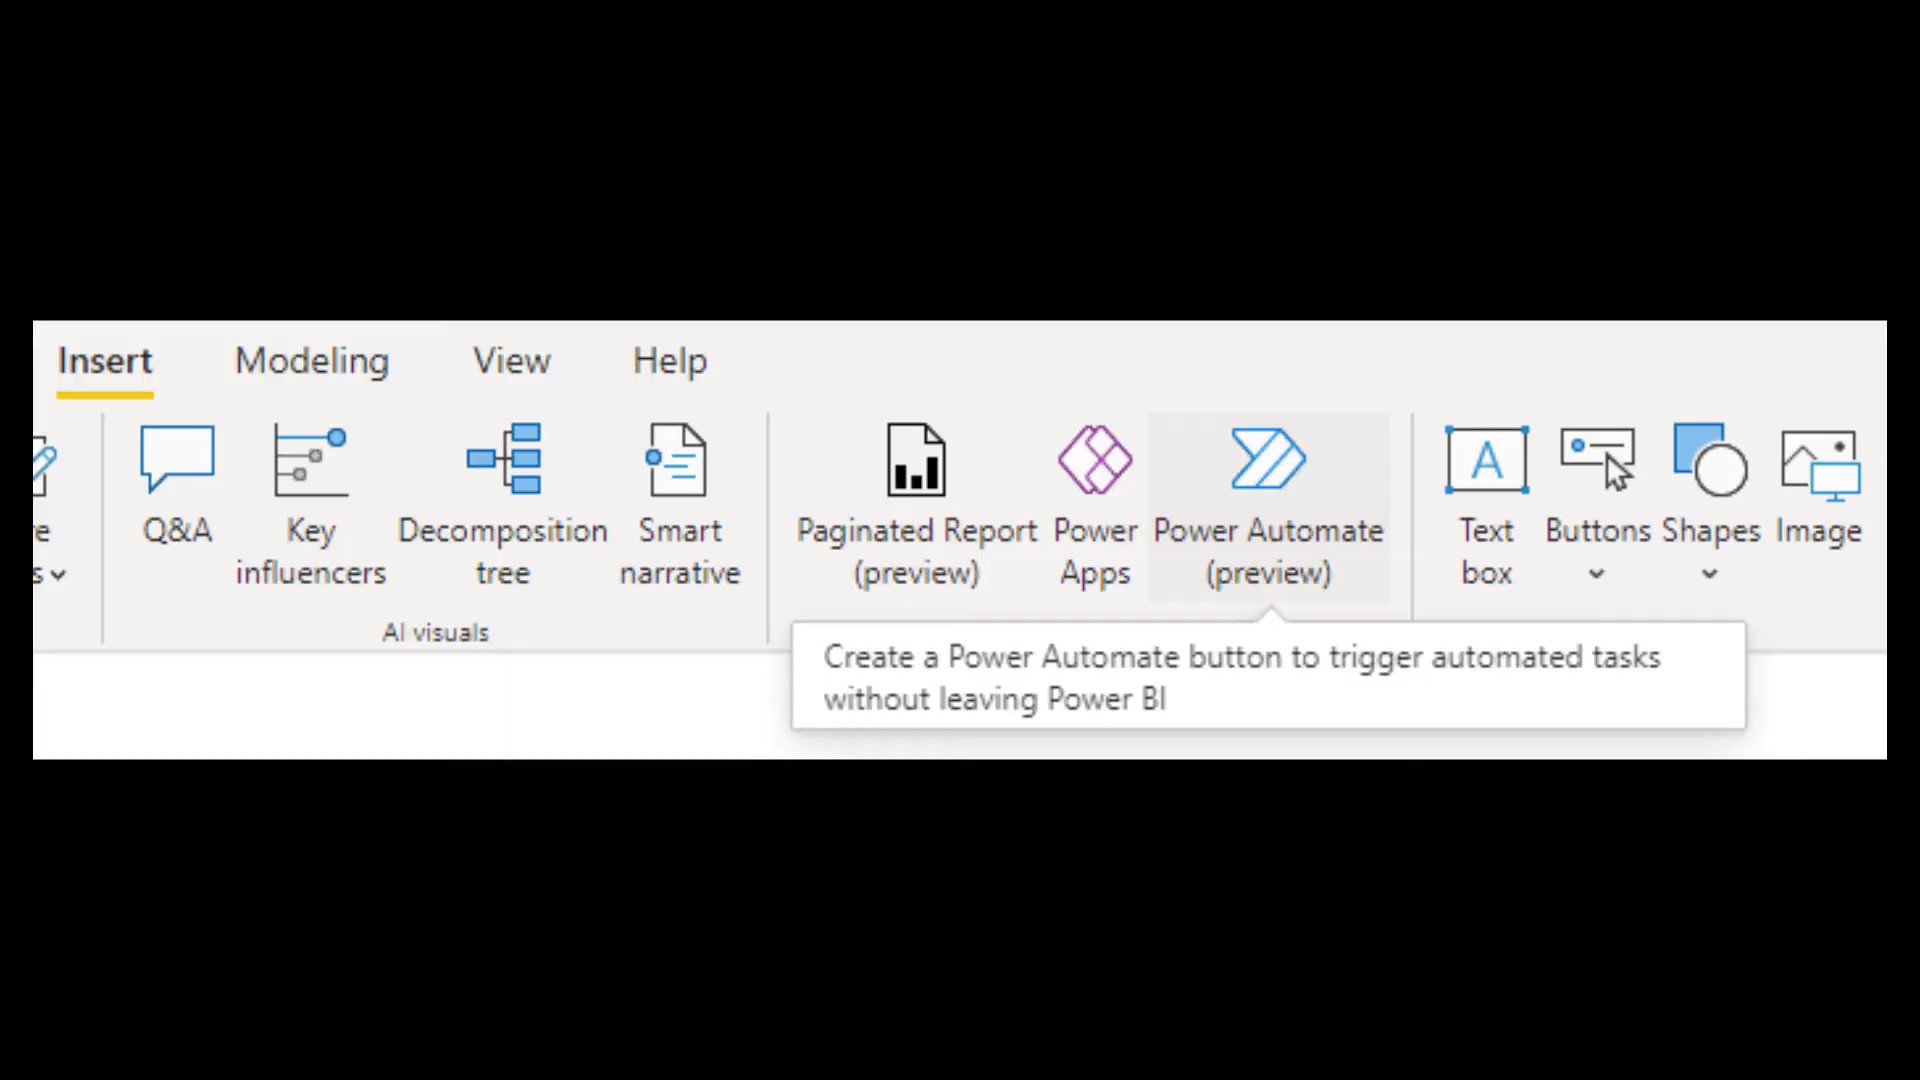 Insert Modeling View Help
Q&A Key influencers Decomposition tree Smart narrative Paginated Report (preview) Power Apps Power Automate (preview) Text box Buttons Shapes Image
AI visuals
Create a Power Automate button to trigger automated tasks
without leaving Power BI